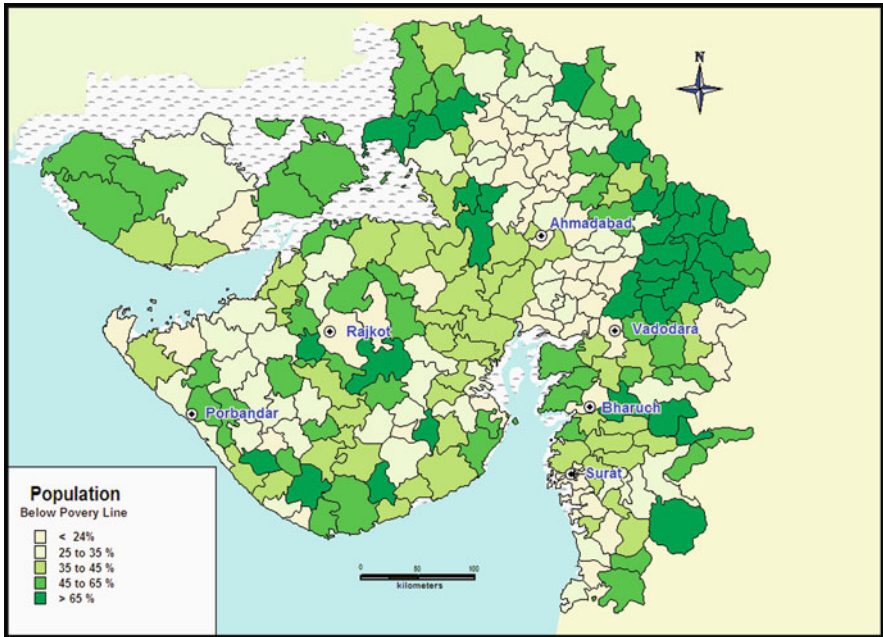 N
Ahmadabad
Rajkot
Vadodara
Porbandar
Bharuch
Surat
Population
Below Povery Line
< 24%
25 to 35 %
35 to 45 %
45 to 65 %
> 65 %
0 50 100
kilometers